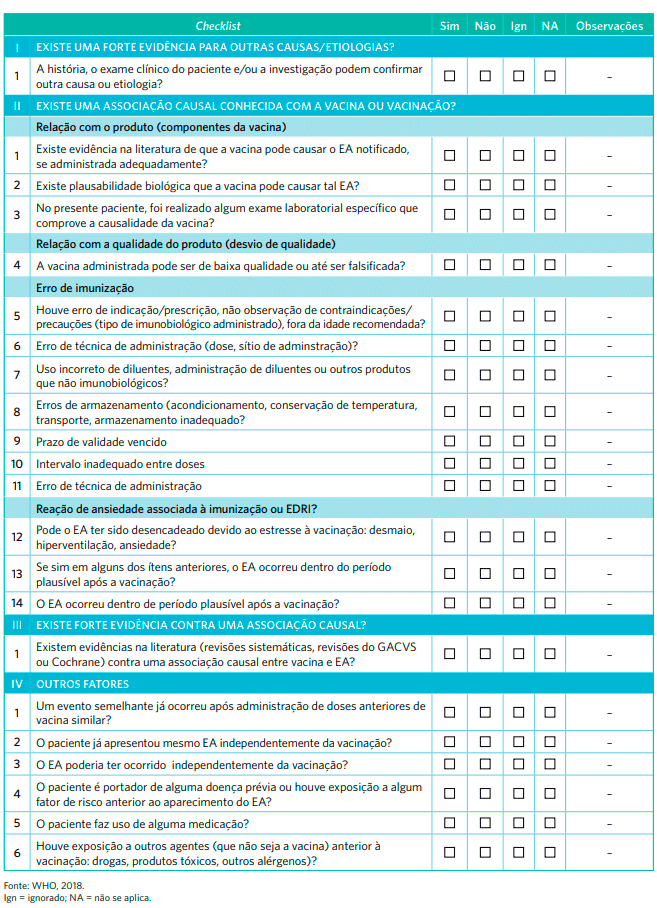 Checklist Sim Não Ign NA Observações
I EXISTE UMA FORTE EVIDÊNCIA PARA OUTRAS CAUSAS/ETIOLOGIAS?
1 A história, o exame clínico do paciente e/ou a investigação podem confirmar
outra causa ou etiologia? –
II EXISTE UMA ASSOCIAÇÃO CAUSAL CONHECIDA COM A VACINA OU VACINAÇÃO?
Relação com o produto (componentes da vacina)
1 Existe evidência na literatura de que a vacina pode causar o EA notificado,
se administrada adequadamente? –
2 Existe plausabilidade biológica que a vacina pode causar tal EA? –
3 No presente paciente, foi realizado algum exame laboratorial específico que
comprove a causalidade da vacina? –
Relação com a qualidade do produto (desvio de qualidade)
4 A vacina administrada pode ser de baixa qualidade ou até ser falsificada? –
Erro de imunização
5 Houve erro de indicação/prescrição, não observação de contraindicações/
precauções (tipo de imunobiológico administrado), fora da idade recomendada? –
6 Erro de técnica de administração (dose, sítio de adminstração)? –
7 Uso incorreto de diluentes, administração de diluentes ou outros produtos
que não imunobiológicos? –
8 Erros de armazenamento (acondicionamento, conservação de temperatura,
transporte, armazenamento inadequado? –
9 Prazo de validade vencido –
10 Intervalo inadequado entre doses –
11 Erro de técnica de administração –
Reação de ansiedade associada à imunização ou EDRI?
12 Pode o EA ter sido desencadeado devido ao estresse à vacinação: desmaio,
hiperventilação, ansiedade? –
13 Se sim em alguns dos ítens anteriores, o EA ocorreu dentro do período
plausível após a vacinação? –
14 O EA ocorreu dentro de período plausível após a vacinação? –
III EXISTE FORTE EVIDÊNCIA CONTRA UMA ASSOCIAÇÃO CAUSAL?
1 Existem evidências na literatura (revisões sistemáticas, revisões do GACVS
ou Cochrane) contra uma associação causal entre vacina e EA? –
IV OUTROS FATORES
1 Um evento semelhante já ocorreu após administração de doses anteriores de
vacina similar? –
2 O paciente já apresentou mesmo EA independentemente da vacinação? –
3 O EA poderia ter ocorrido independentemente da vacinação? –
4 O paciente é portador de alguma doença prévia ou houve exposição a algum
fator de risco anterior ao aparecimento do EA? –
5 O paciente faz uso de alguma medicação? –
6 Houve exposição a outros agentes (que não seja a vacina) anterior à
vacinação: drogas, produtos tóxicos, outros alérgenos)? –
Fonte: WHO, 2018.
Ign = ignorado; NA = não se aplica.